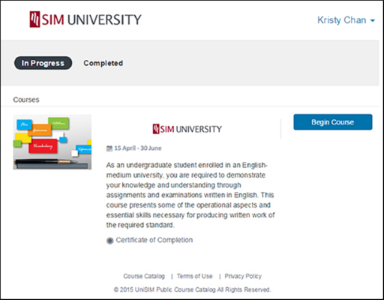 SIM UNIVERSITY
Kristy Chan
In Progress
Completed
Courses
SIM UNIVERSITY
Begin Course
15 April - 30 June
As an undergraduate student enrolled in an English-
medium university, you are required to demonstrate
your knowledge and understanding through
assignments and examinations written in English. This
course presents some of the operational aspects and
essential skills necessary for producing written work of
the required standard.
Certificate of Completion
Course Catalog | Terms of Use | Privacy Policy
© 2015 UniSIM Public Course Catalog All Rights Reserved.